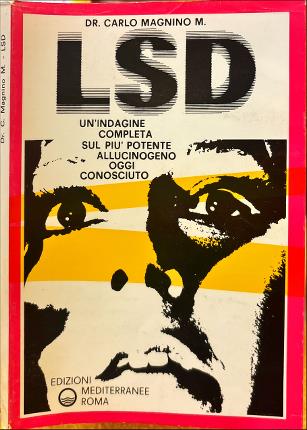 DR. CARLO MAGNINO M.
LSD
UN'INDAGINE
COMPLETA
SUL PIU' POTENTE
ALLUCINOGENO
OGGI
CONOSCIUTO
EDIZIONI
MEDITERRANEE
ROMA
Dr. C. Magnino M. - LSD